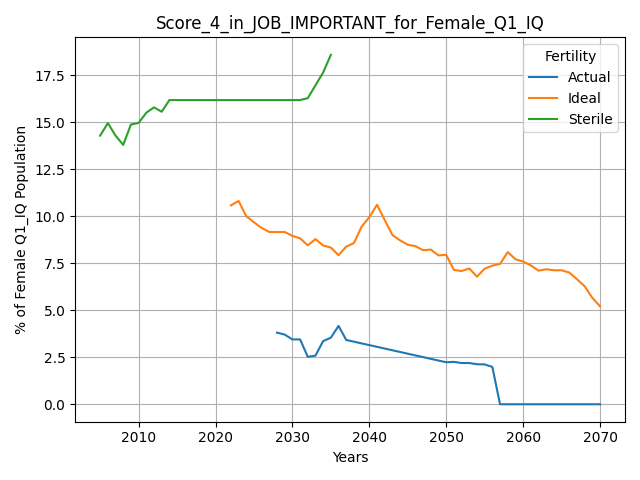 Score_4_in_JOB_IMPORTANT_for_Female_Q1_IQ
Fertility
Actual
Ideal
Sterile
% of Female Q1_IQ Population
17.5
15.0
12.5
10.0
7.5
5.0
2.5
0.0
2010 2020 2030 2040 2050 2060 2070
Years